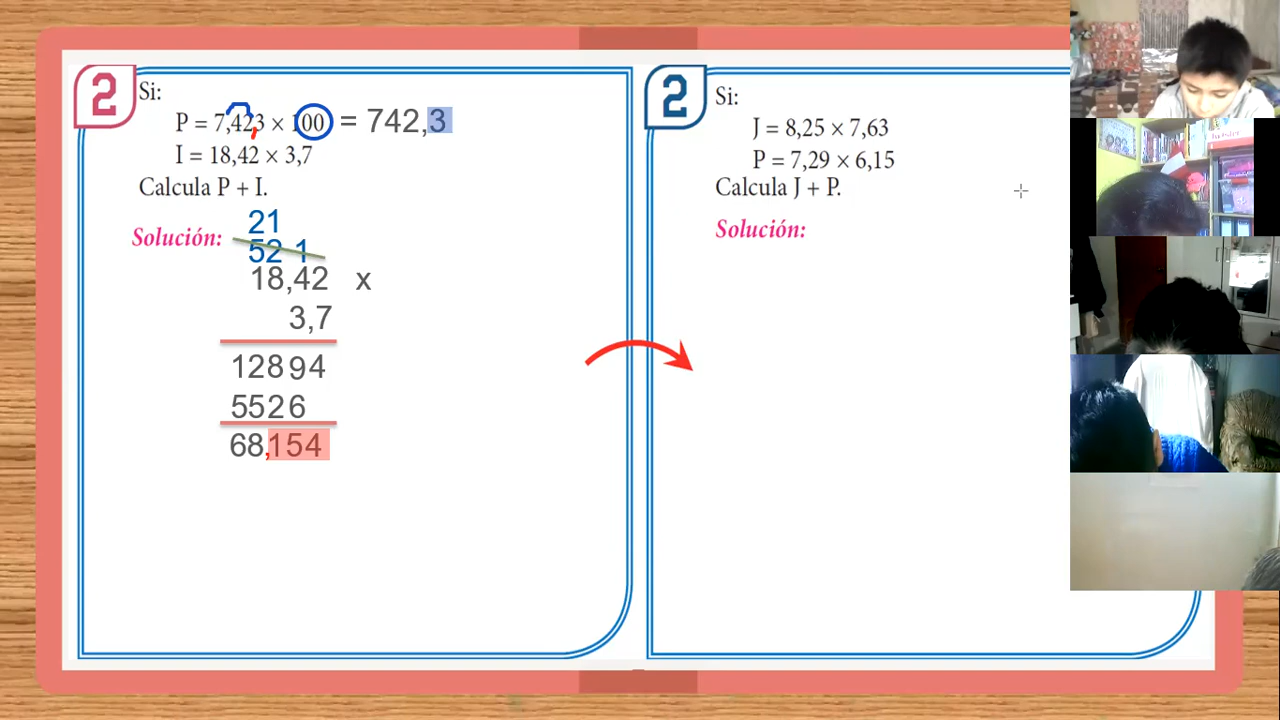 2
Si:
P = 7,423 × 100 = 742,3
I = 18,42 × 3,7
Calcula P + I.
Solución:
21
52 1
18,42 x
3,7
12894
5526
68,154
2
Si:
J = 8,25 × 7,63
P = 7,29 × 6,15
Calcula J + P.
Solución: